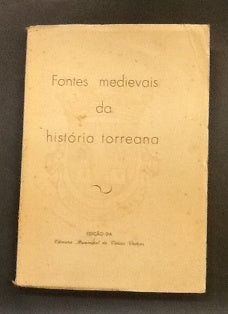 Fontes medievais
da
história torreana
EDIÇÃO DA
Câmara Municipal de Torres Vedras